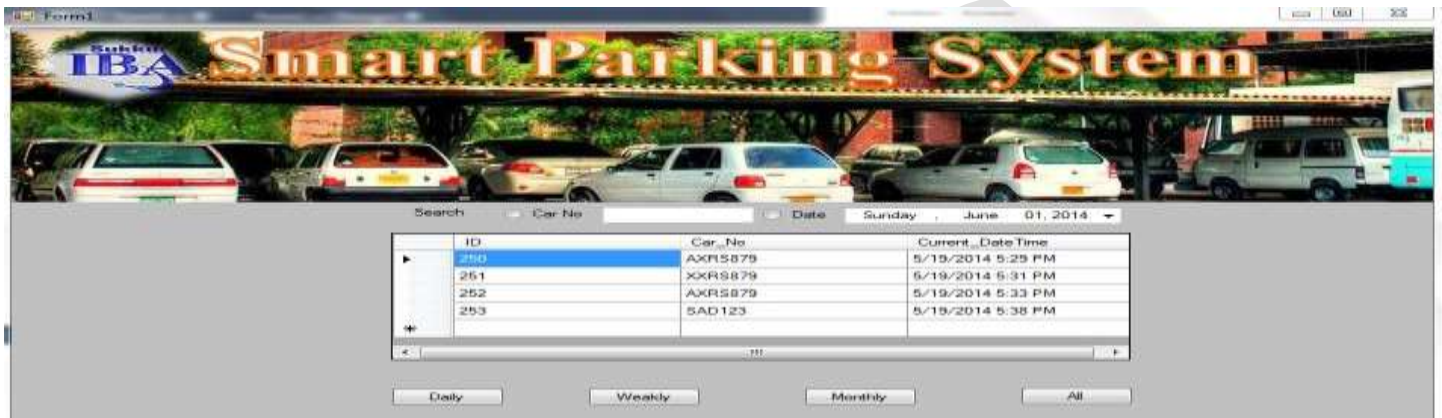 Form1
Sukkur
IBA Smart Parking System
Search Car No Date Sunday , June 01, 2014
ID Car_No Current_DateTime
250 AXRS879 5/19/2014 5:29 PM
251 XXRS879 5/19/2014 5:31 PM
252 AXRS879 5/19/2014 5:33 PM
253 SAD123 5/19/2014 5:38 PM
Daily Weekly Monthly All